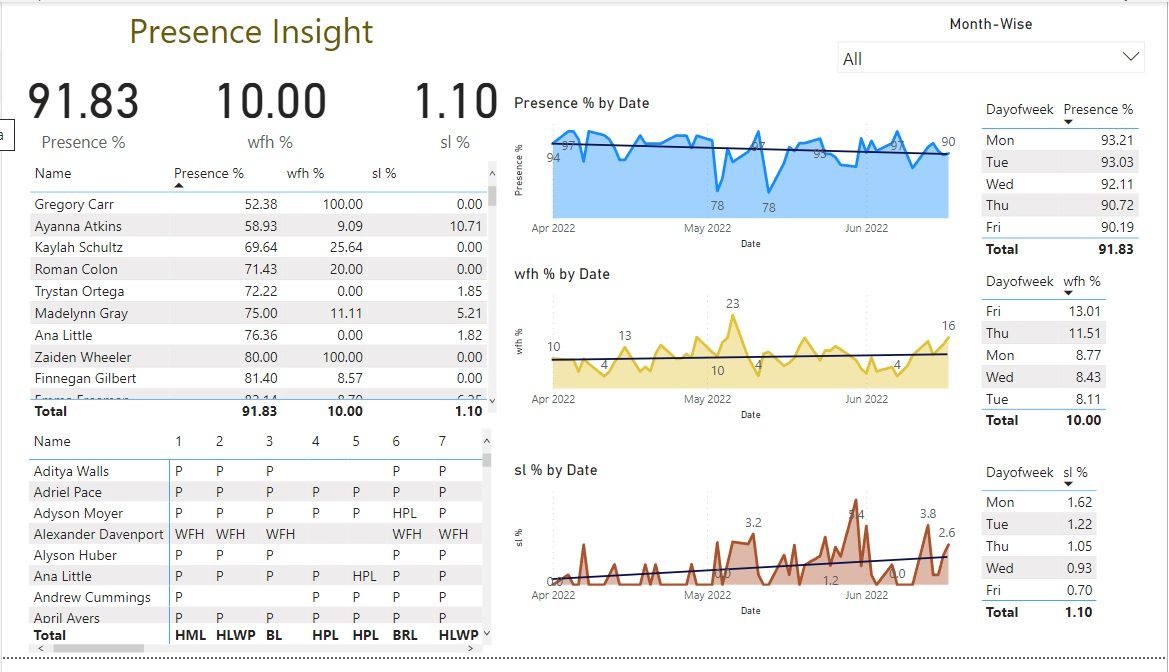 Presence Insight
Month-Wise
All
91.83 10.00 1.10
Presence % wfh % sl %
a
Name Presence % wfh % sl %
Gregory Carr 52.38 100.00 0.00
Ayanna Atkins 58.93 9.09 10.71
Kaylah Schultz 69.64 25.64 0.00
Roman Colon 71.43 20.00 0.00
Trystan Ortega 72.22 0.00 1.85
Madelynn Gray 75.00 11.11 5.21
Ana Little 76.36 0.00 1.82
Zaiden Wheeler 80.00 100.00 0.00
Finnegan Gilbert 81.40 8.57 0.00
Total 91.83 10.00 1.10
Name 1 2 3 4 5 6 7
Aditya Walls P P P P P
Adriel Pace P P P P P P P
Adyson Moyer P P P P P HPL P
Alexander Davenport WFH WFH WFH WFH WFH
Alyson Huber P P P P P
Ana Little P P P P HPL P P
Andrew Cummings P P P P P
April Avers P P P P P P P
Total HML HLWP BL HPL HPL BRL HLWP
Presence % by Date
Presence %
94 97 78 97 78 93 97 90
Apr 2022 May 2022 Jun 2022
Date
wfh % by Date
wfh %
10 4 13 10 23 4 4 16
Apr 2022 May 2022 Jun 2022
Date
sl % by Date
sl %
0.0 0.0 3.2 1.2 5.4 0.0 3.8 2.6
Apr 2022 May 2022 Jun 2022
Date
Dayofweek Presence %
Mon 93.21
Tue 93.03
Wed 92.11
Thu 90.72
Fri 90.19
Total 91.83
Dayofweek wfh %
Fri 13.01
Thu 11.51
Mon 8.77
Wed 8.43
Tue 8.11
Total 10.00
Dayofweek sl %
Mon 1.62
Tue 1.22
Thu 1.05
Wed 0.93
Fri 0.70
Total 1.10